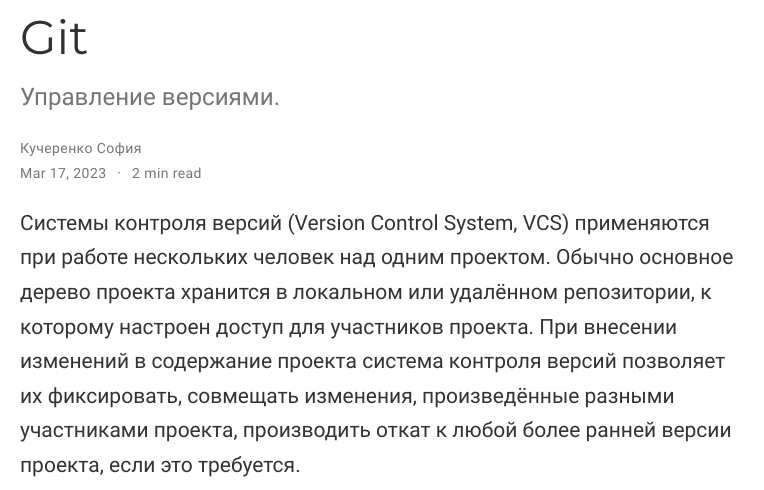 Git
Управление версиями.
Кучеренко София
Mar 17, 2023 · 2 min read
Системы контроля версий (Version Control System, VCS) применяются
при работе нескольких человек над одним проектом. Обычно основное
дерево проекта хранится в локальном или удалённом репозитории, к
которому настроен доступ для участников проекта. При внесении
изменений в содержание проекта система контроля версий позволяет
их фиксировать, совмещать изменения, произведённые разными
участниками проекта, производить откат к любой более ранней версии
проекта, если это требуется.